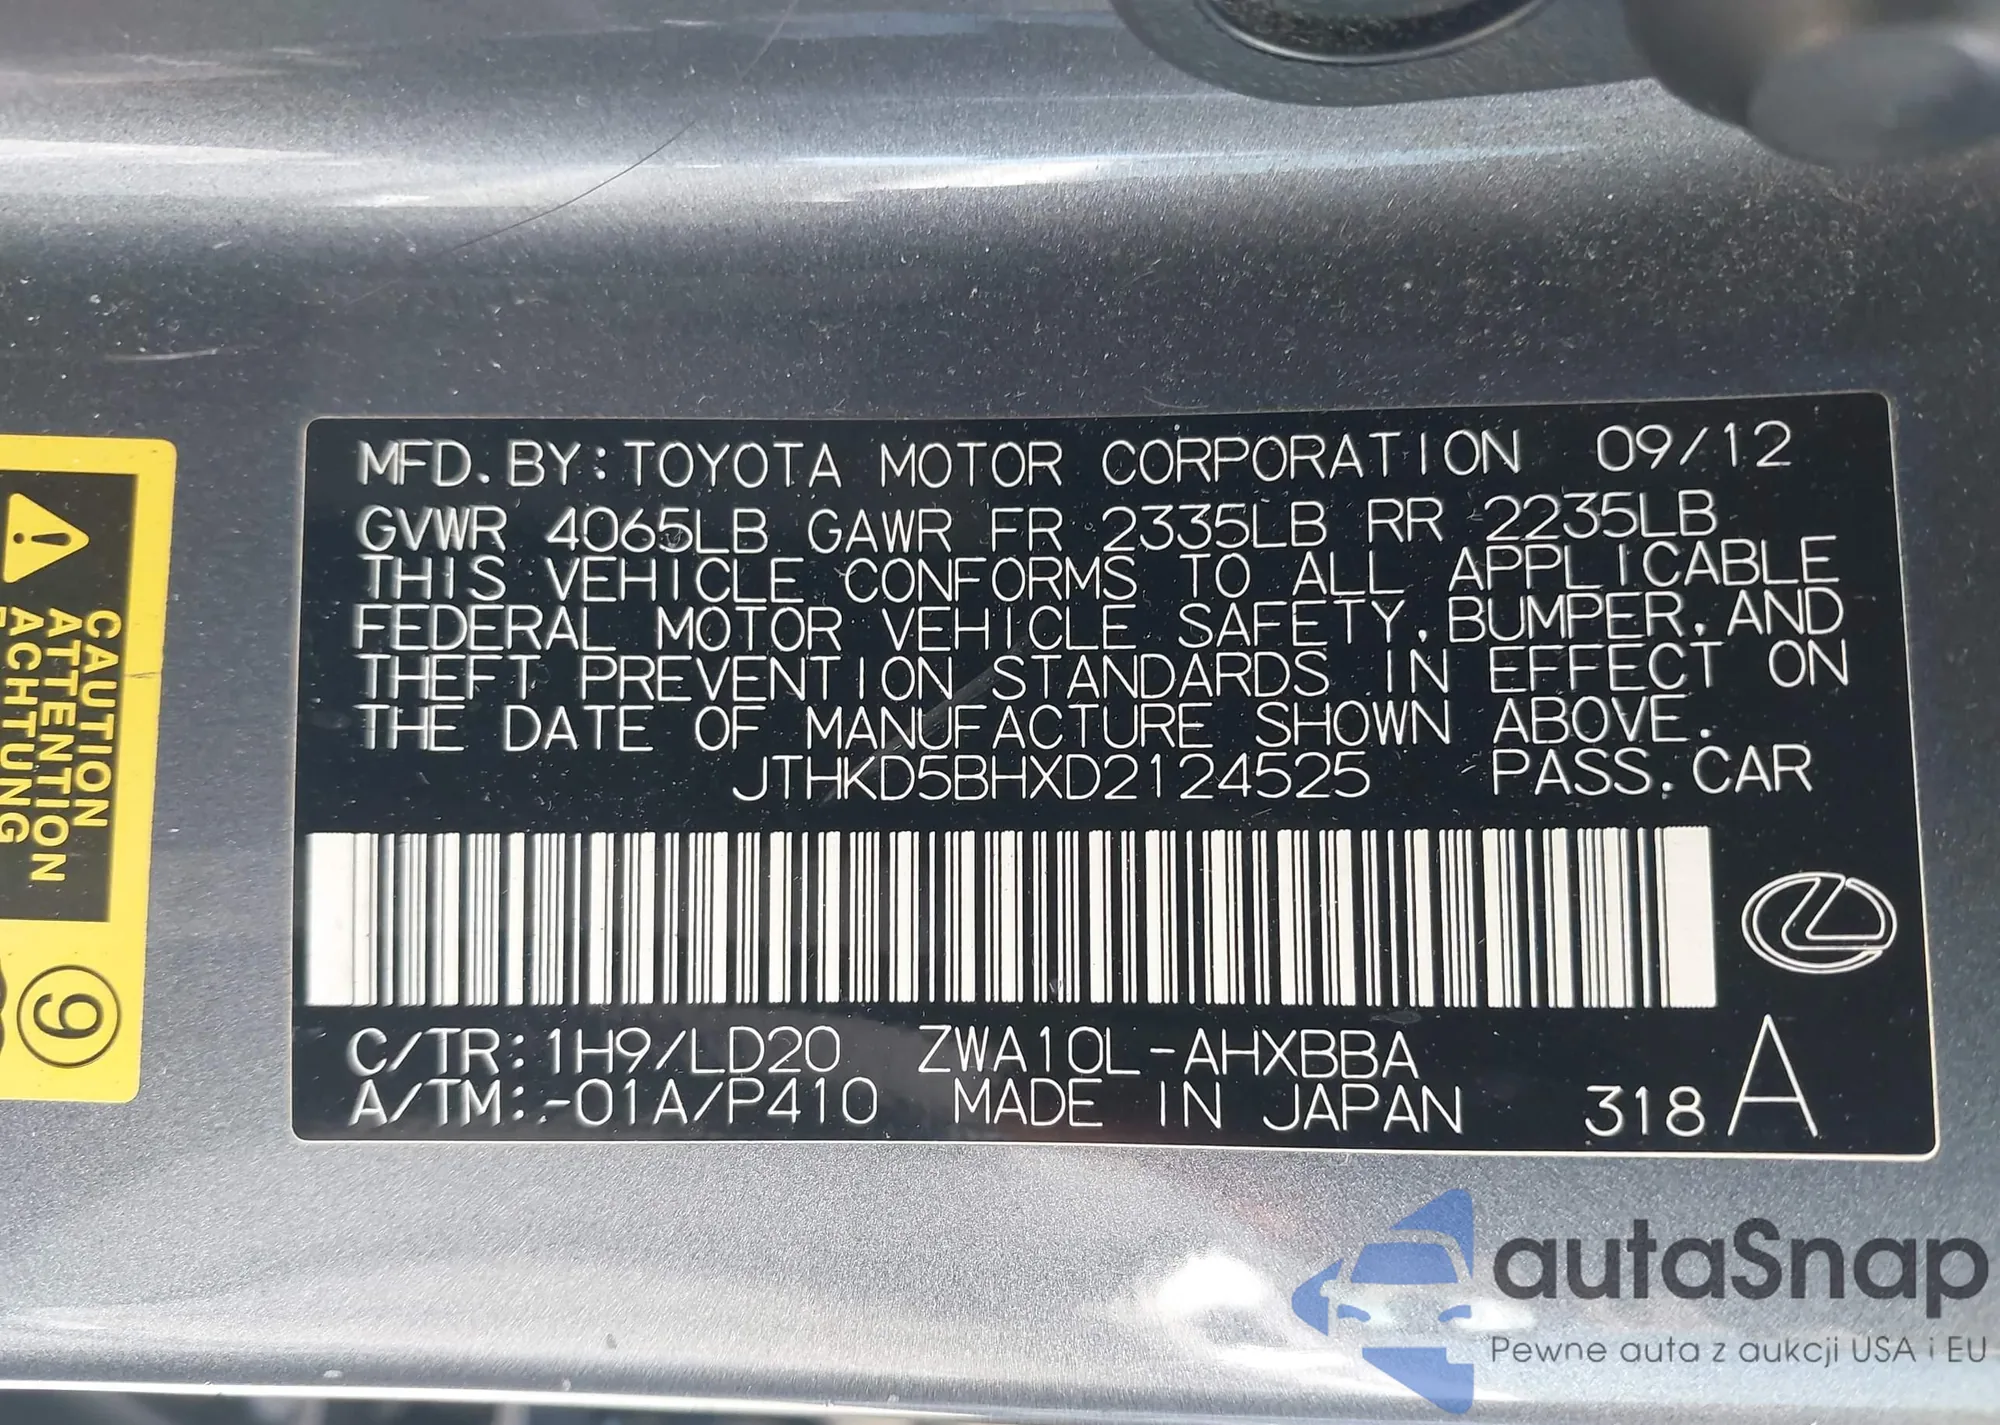 MFD. BY: TOYOTA MOTOR CORPORATION 09/12
GVWR 4065LB GAWR FR 2335LB RR 2235LB
THIS VEHICLE CONFORMS TO ALL APPLICABLE
FEDERAL MOTOR VEHICLE SAFETY, BUMPER, AND
THEFT PREVENTION STANDARDS IN EFFECT ON
THE DATE OF MANUFACTURE SHOWN ABOVE.
JTHKD5BHXD2124525 PASS. CAR
C/TR: 1H9/LD20 ZWA10L-AHXBBA
A/TM: -01A/P410 MADE IN JAPAN 318 A
CAUTION
ATTENTION
ACHTUNG
9
autaSnap
Pewne auta z aukcji USA i EU